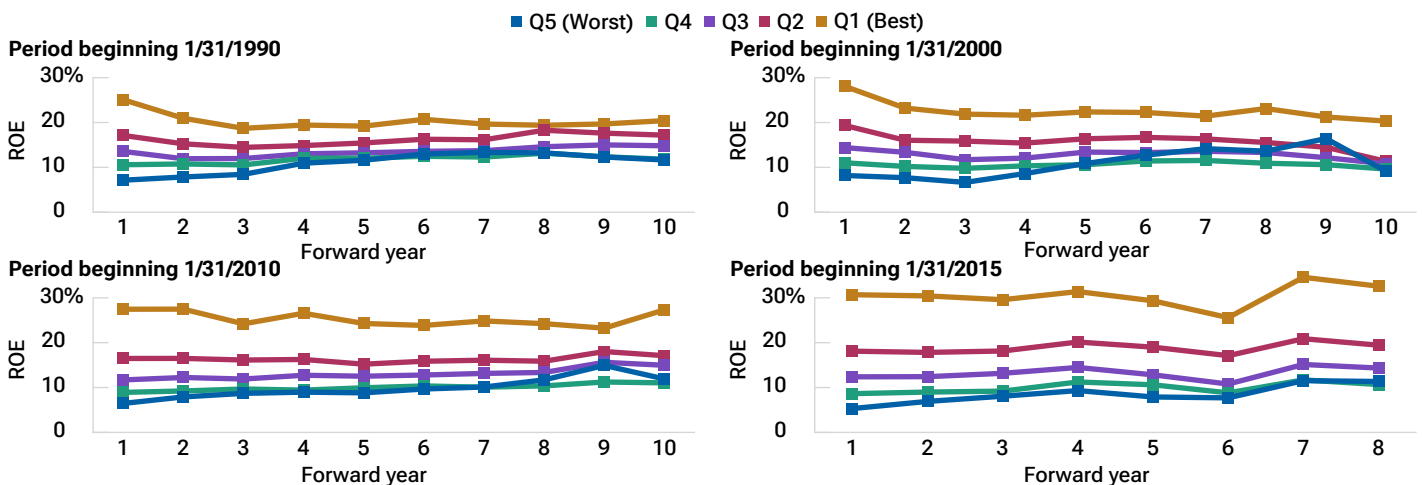 Q5 (Worst) Q4 Q3 Q2 Q1 (Best)
Period beginning 1/31/1990
30%
20
10
0
ROE
1 2 3 4 5 6 7 8 9 10
Forward year
Period beginning 1/31/2000
30%
20
10
0
ROE
1 2 3 4 5 6 7 8 9 10
Forward year
Period beginning 1/31/2010
30%
20
10
0
ROE
1 2 3 4 5 6 7 8 9 10
Forward year
Period beginning 1/31/2015
30%
20
10
0
ROE
1 2 3 4 5 6 7 8
Forward year